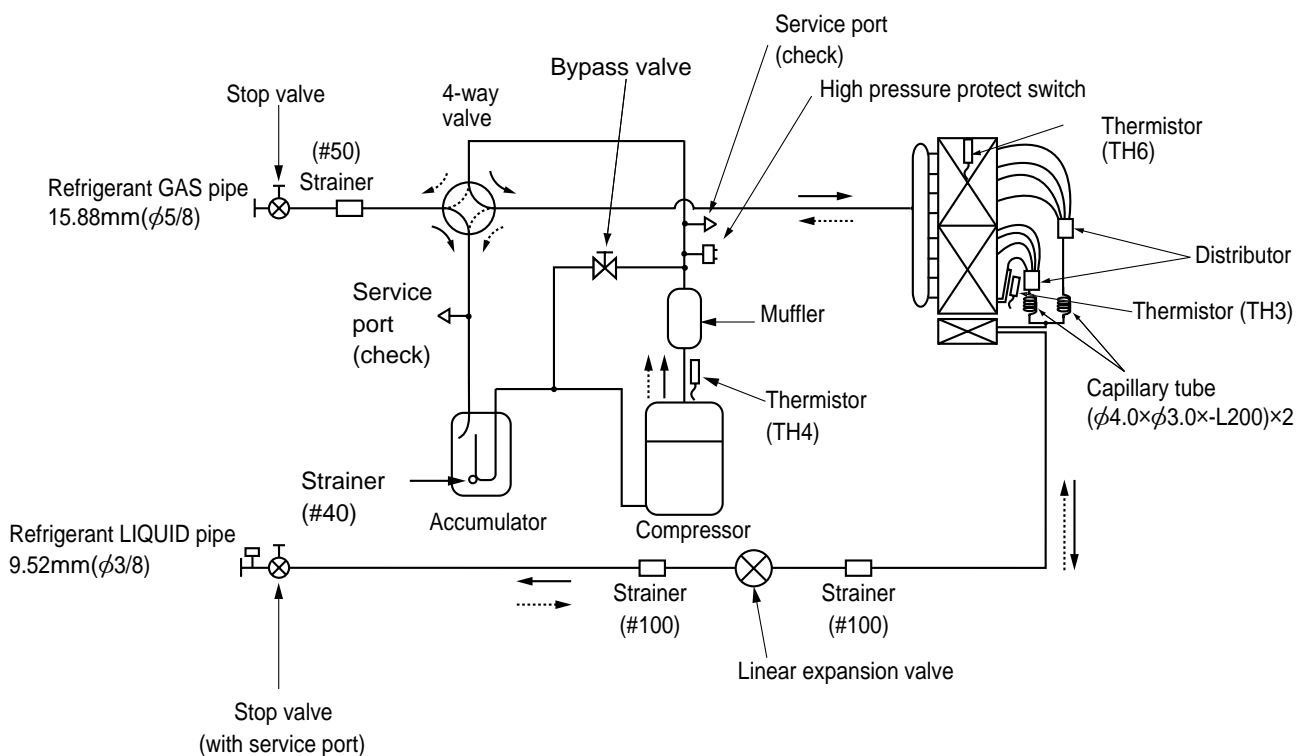 Service port
(check)
Bypass valve
High pressure protect switch
Stop valve
4-way
valve
Thermistor
(TH6)
(#50)
Strainer
Refrigerant GAS pipe
15.88mm(ϕ5/8)
Distributor
Service
port
(check)
Muffler
Thermistor (TH3)
Capillary tube
(ϕ4.0×ϕ3.0×-L200)×2
Thermistor
(TH4)
Strainer
(#40)
Accumulator
Compressor
Refrigerant LIQUID pipe
9.52mm(ϕ3/8)
Strainer
(#100)
Strainer
(#100)
Linear expansion valve
Stop valve
(with service port)